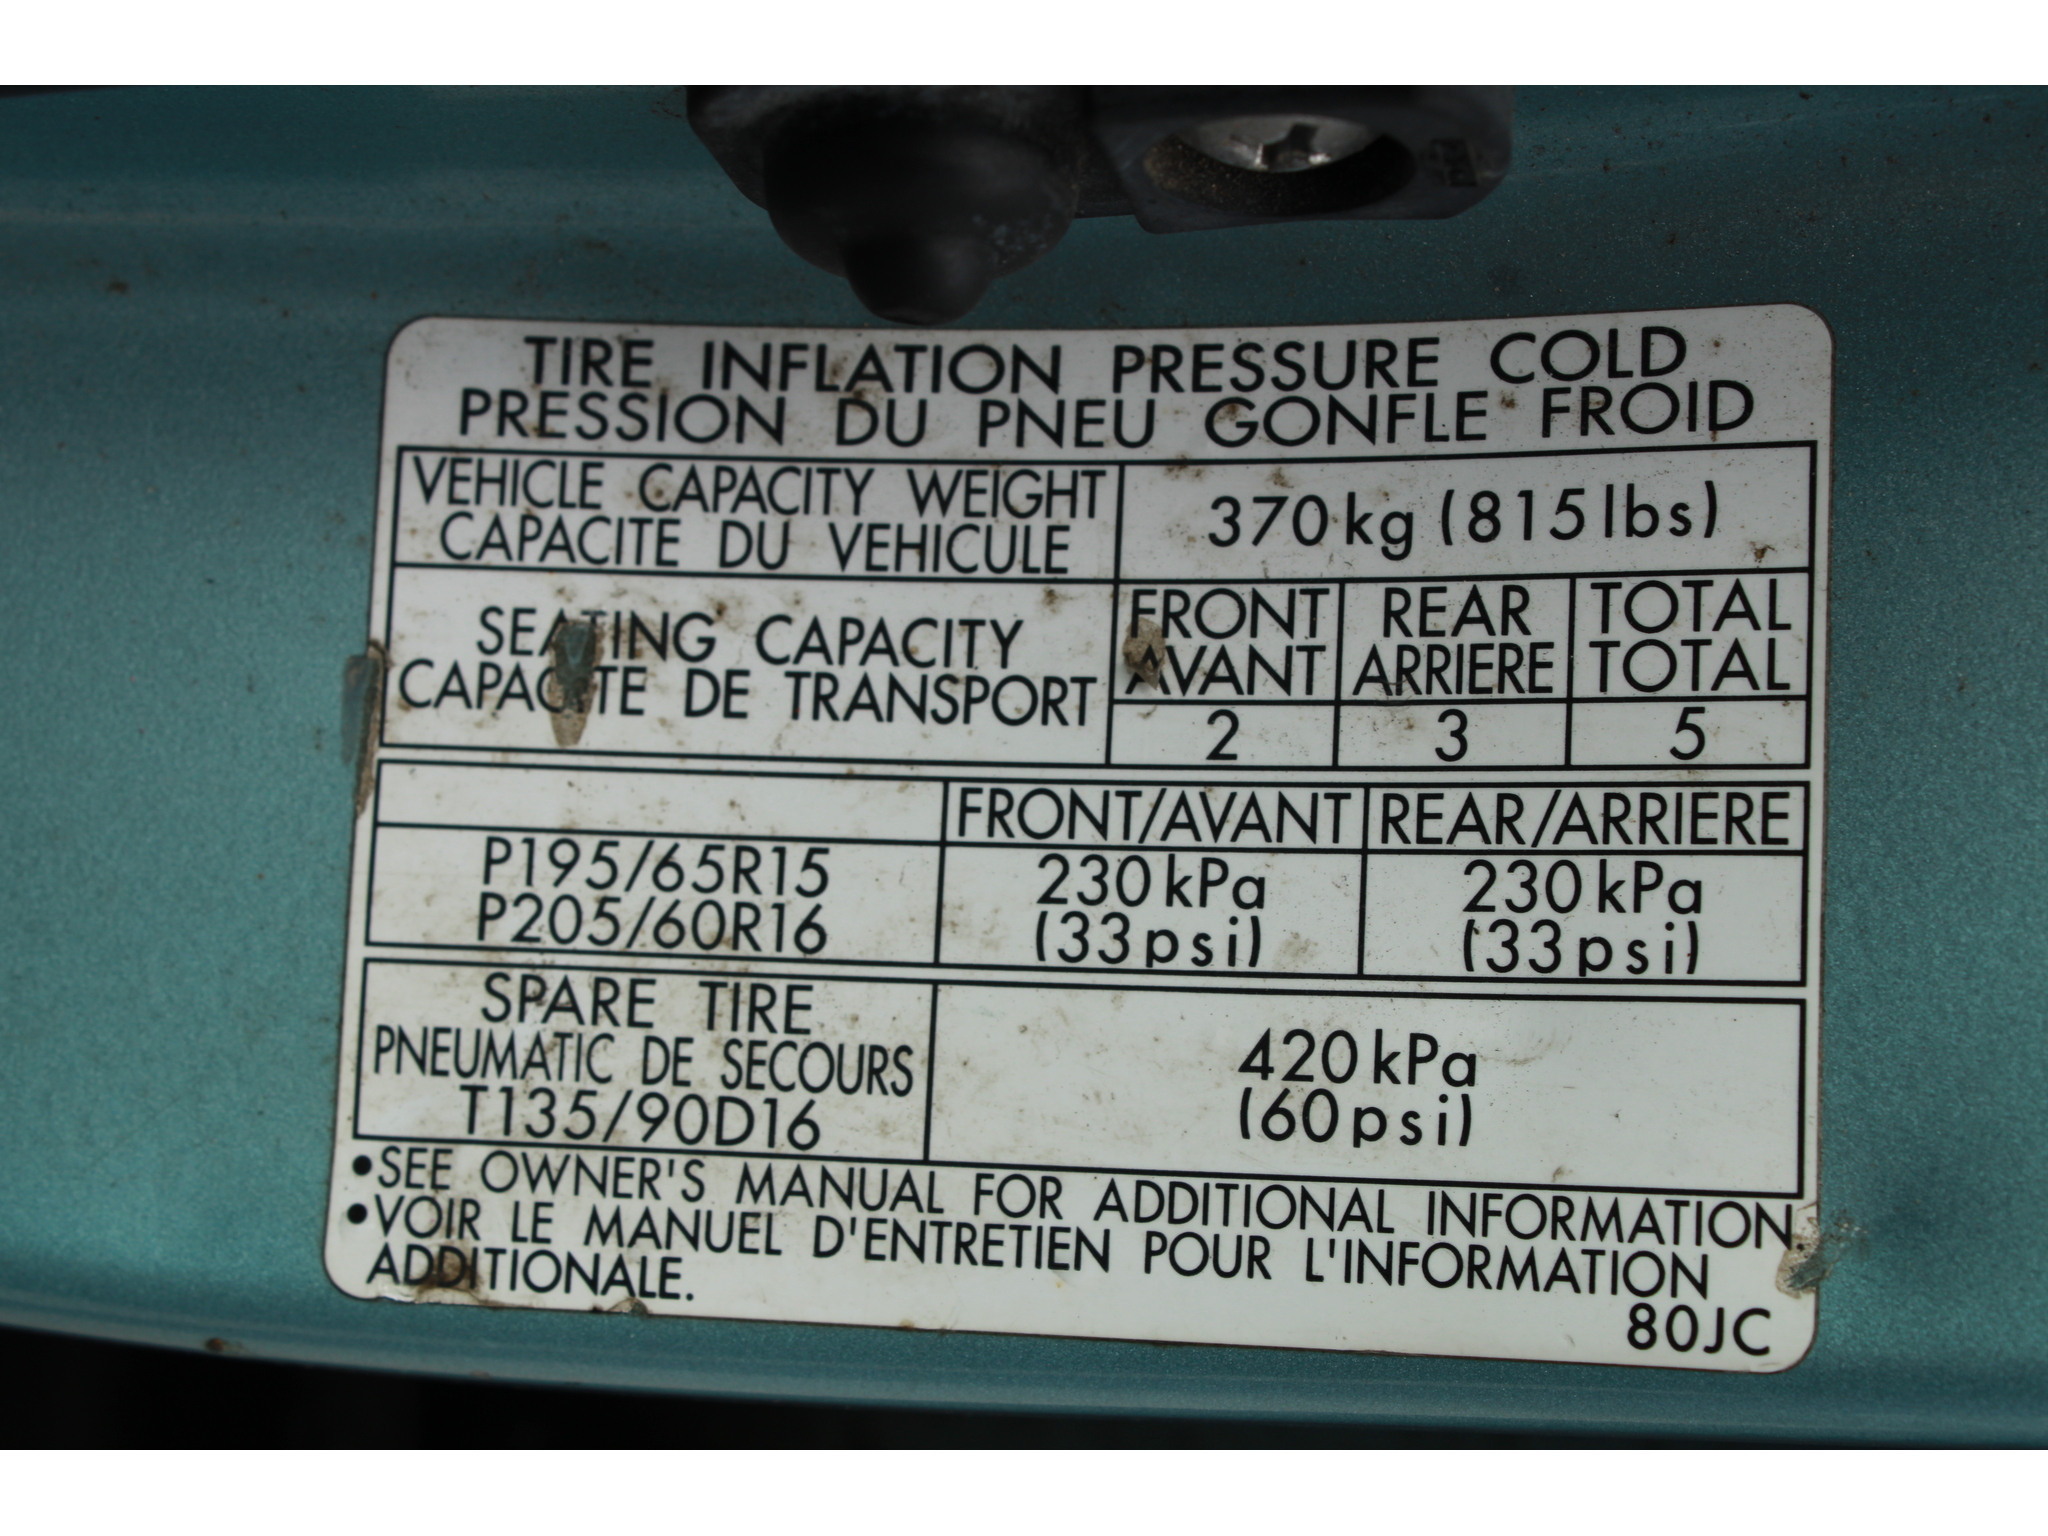 TIRE INFLATION PRESSURE COLD
PRESSION DU PNEU GONFLE FROID
VEHICLE CAPACITY WEIGHT
CAPACITE DU VEHICULE
370kg (815lbs)
SEATING CAPACITY
CAPACITE DE TRANSPORT
FRONT
AVANT
REAR
ARRIERE
TOTAL
TOTAL
2
3
5
FRONT/AVANT
REAR/ARRIERE
P195/65R15
P205/60R16
230kPa
(33psi)
230kPa
(33psi)
SPARE TIRE
PNEUMATIC DE SECOURS
T135/90D16
420kPa
(60psi)
•SEE OWNER'S MANUAL FOR ADDITIONAL INFORMATION.
•VOIR LE MANUEL D'ENTRETIEN POUR L'INFORMATION
ADDITIONALE.
80JC